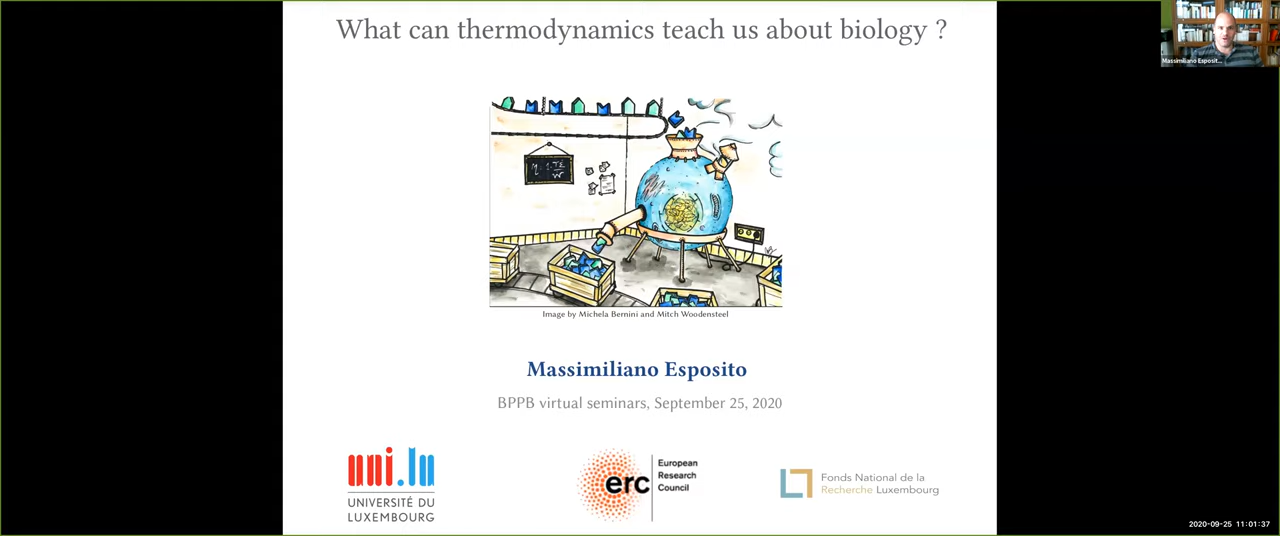 What can thermodynamics teach us about biology ?
Massimiliano Esposit...
Image by Michela Bernini and Mitch Woodensteel
Massimiliano Esposito
BPPB virtual seminars, September 25, 2020
uni.lu
UNIVERSITÉ DU
LUXEMBOURG
erc
European
Research
Council
Fonds National de la
Recherche Luxembourg
2020-09-25 11:01:37